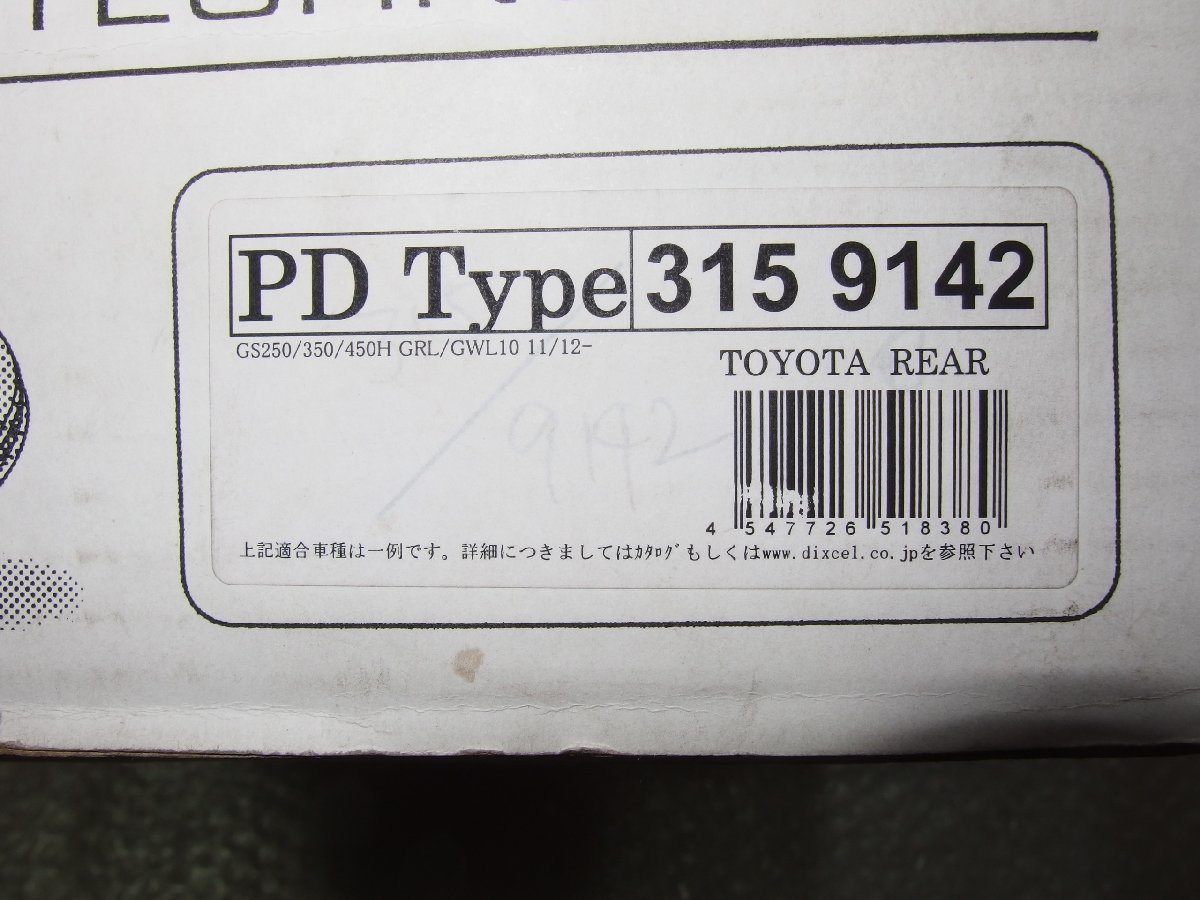 PD Type 315 9142
GS250/350/450H GRL/GWL10 11/12-
TOYOTA REAR
9142
4 547726 518380
上記適合車種は一例です。詳細につきましてはｶﾀﾛｸﾞもしくはwww.dixcel.co.jpを参照下さい